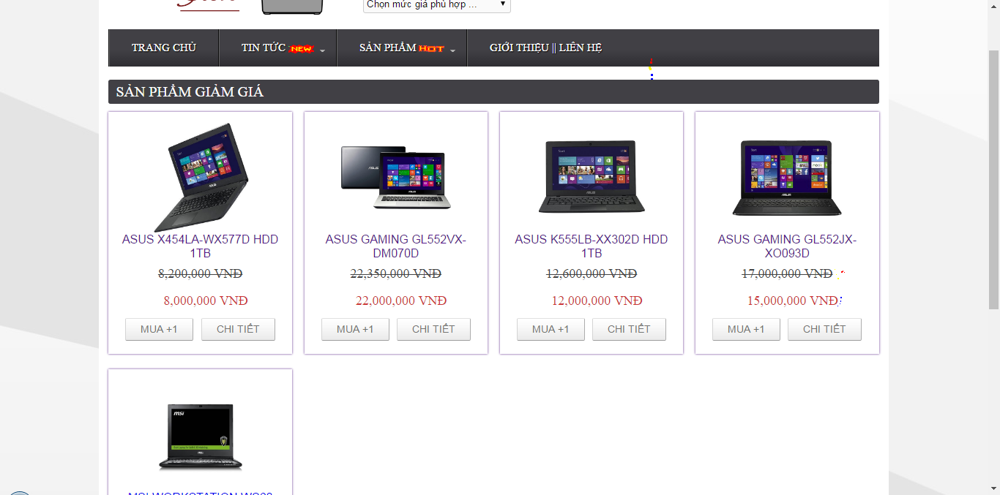 Chọn mức giá phù hợp ...
TRANG CHỦ
TIN TỨC NEW
SẢN PHẨM HOT
GIỚI THIỆU || LIÊN HỆ
SẢN PHẨM GIẢM GIÁ
ASUS X454LA-WX577D HDD
1TB
8,200,000 VNĐ
8,000,000 VNĐ
MUA +1
CHI TIẾT
ASUS GAMING GL552VX-
DM070D
22,350,000 VNĐ
22,000,000 VNĐ
MUA +1
CHI TIẾT
ASUS K555LB-XX302D HDD
1TB
12,600,000 VNĐ
12,000,000 VNĐ
MUA +1
CHI TIẾT
ASUS GAMING GL552JX-
XO093D
17,000,000 VNĐ
15,000,000 VNĐ
MUA +1
CHI TIẾT
msi